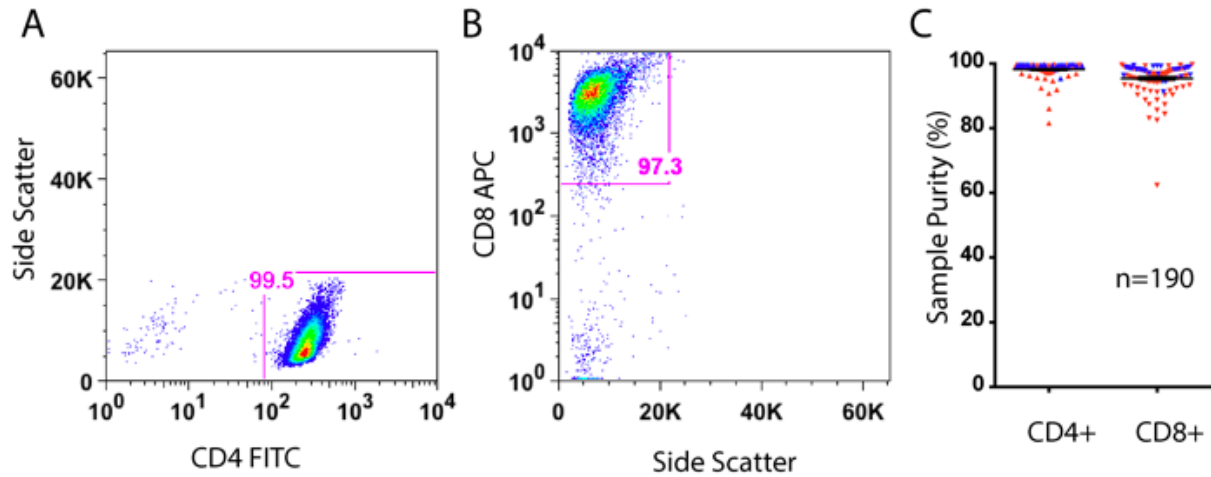 A
Side Scatter
60K
40K
20K
0
99.5
10^0 10^1 10^2 10^3 10^4
CD4 FITC
B
CD8 APC
10^4
10^3
10^2
10^1
10^0
97.3
0 20K 40K 60K
Side Scatter
C
Sample Purity (%)
100
80
60
40
20
0
n=190
CD4+ CD8+